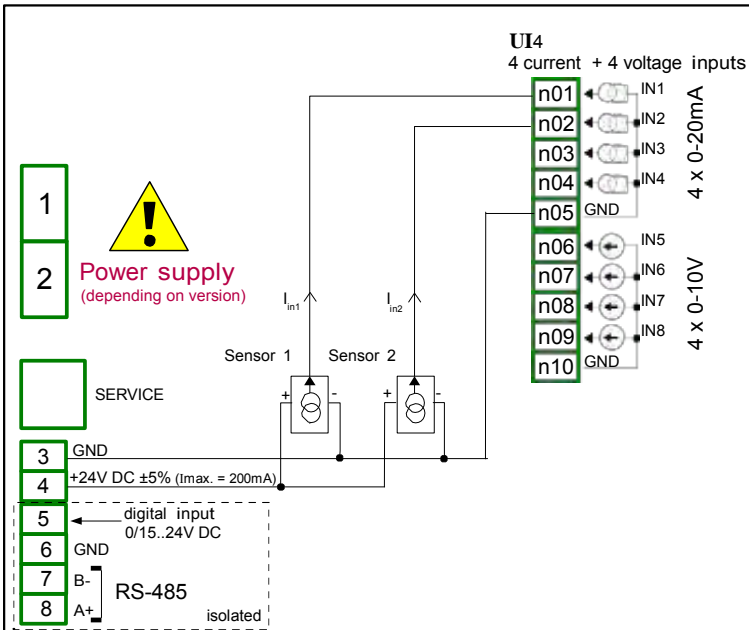 UI4
4 current + 4 voltage inputs
n01 IN1
n02 IN2
n03 IN3
n04 IN4
n05 GND
4 x 0-20mA
n06 IN5
n07 IN6
n08 IN7
n09 IN8
n10 GND
4 x 0-10V
1
2
!
Power supply
(depending on version)
Iin1
Iin2
Sensor 1
Sensor 2
+ -
+ -
SERVICE
3 GND
4 +24V DC ±5% (Imax. = 200mA)
5 digital input
0/15..24V DC
6 GND
7 B-
8 A+
RS-485
isolated